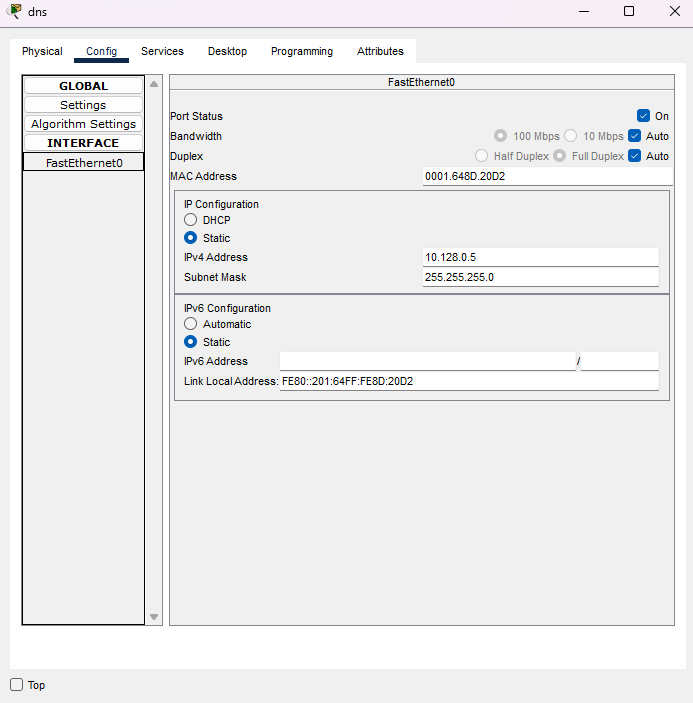 dns
Physical Config Services Desktop Programming Attributes
GLOBAL
Settings
Algorithm Settings
INTERFACE
FastEthernet0
FastEthernet0
Port Status On
Bandwidth 100 Mbps 10 Mbps Auto
Duplex Half Duplex Full Duplex Auto
MAC Address 0001.648D.20D2
IP Configuration
DHCP
Static
IPv4 Address 10.128.0.5
Subnet Mask 255.255.255.0
IPv6 Configuration
Automatic
Static
IPv6 Address /
Link Local Address: FE80::201:64FF:FE8D:20D2
Top